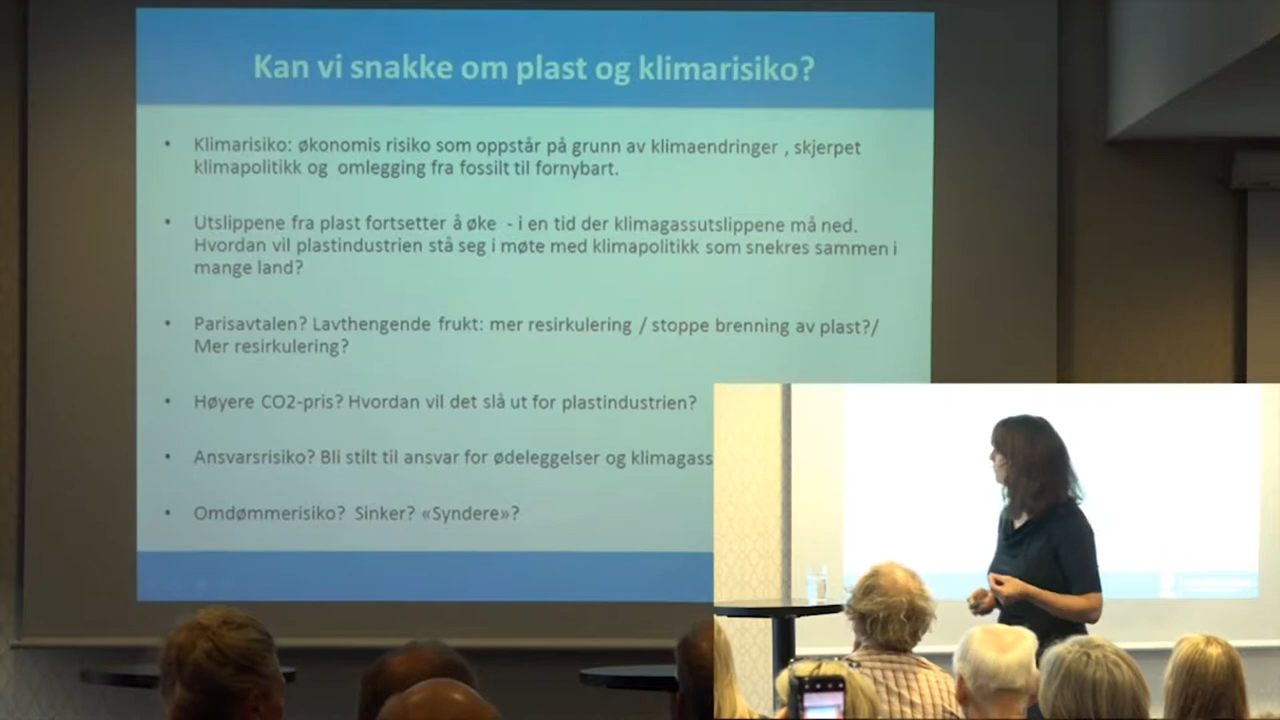 Kan vi snakke om plast og klimarisiko?
• Klimarisiko: økonomis risiko som oppstår på grunn av klimaendringer , skjerpet
klimapolitikk og omlegging fra fossilt til fornybart.
• Utslippene fra plast fortsetter å øke - i en tid der klimagassutslippene må ned.
Hvordan vil plastindustrien stå seg i møte med klimapolitikk som snekres sammen i
mange land?
• Parisavtalen? Lavthengende frukt: mer resirkulering / stoppe brenning av plast?/
Mer resirkulering?
• Høyere CO2-pris? Hvordan vil det slå ut for plastindustrien?
• Ansvarsrisiko? Bli stilt til ansvar for ødeleggelser og klimagass
• Omdømmerisiko? Sinker? «Syndere»?